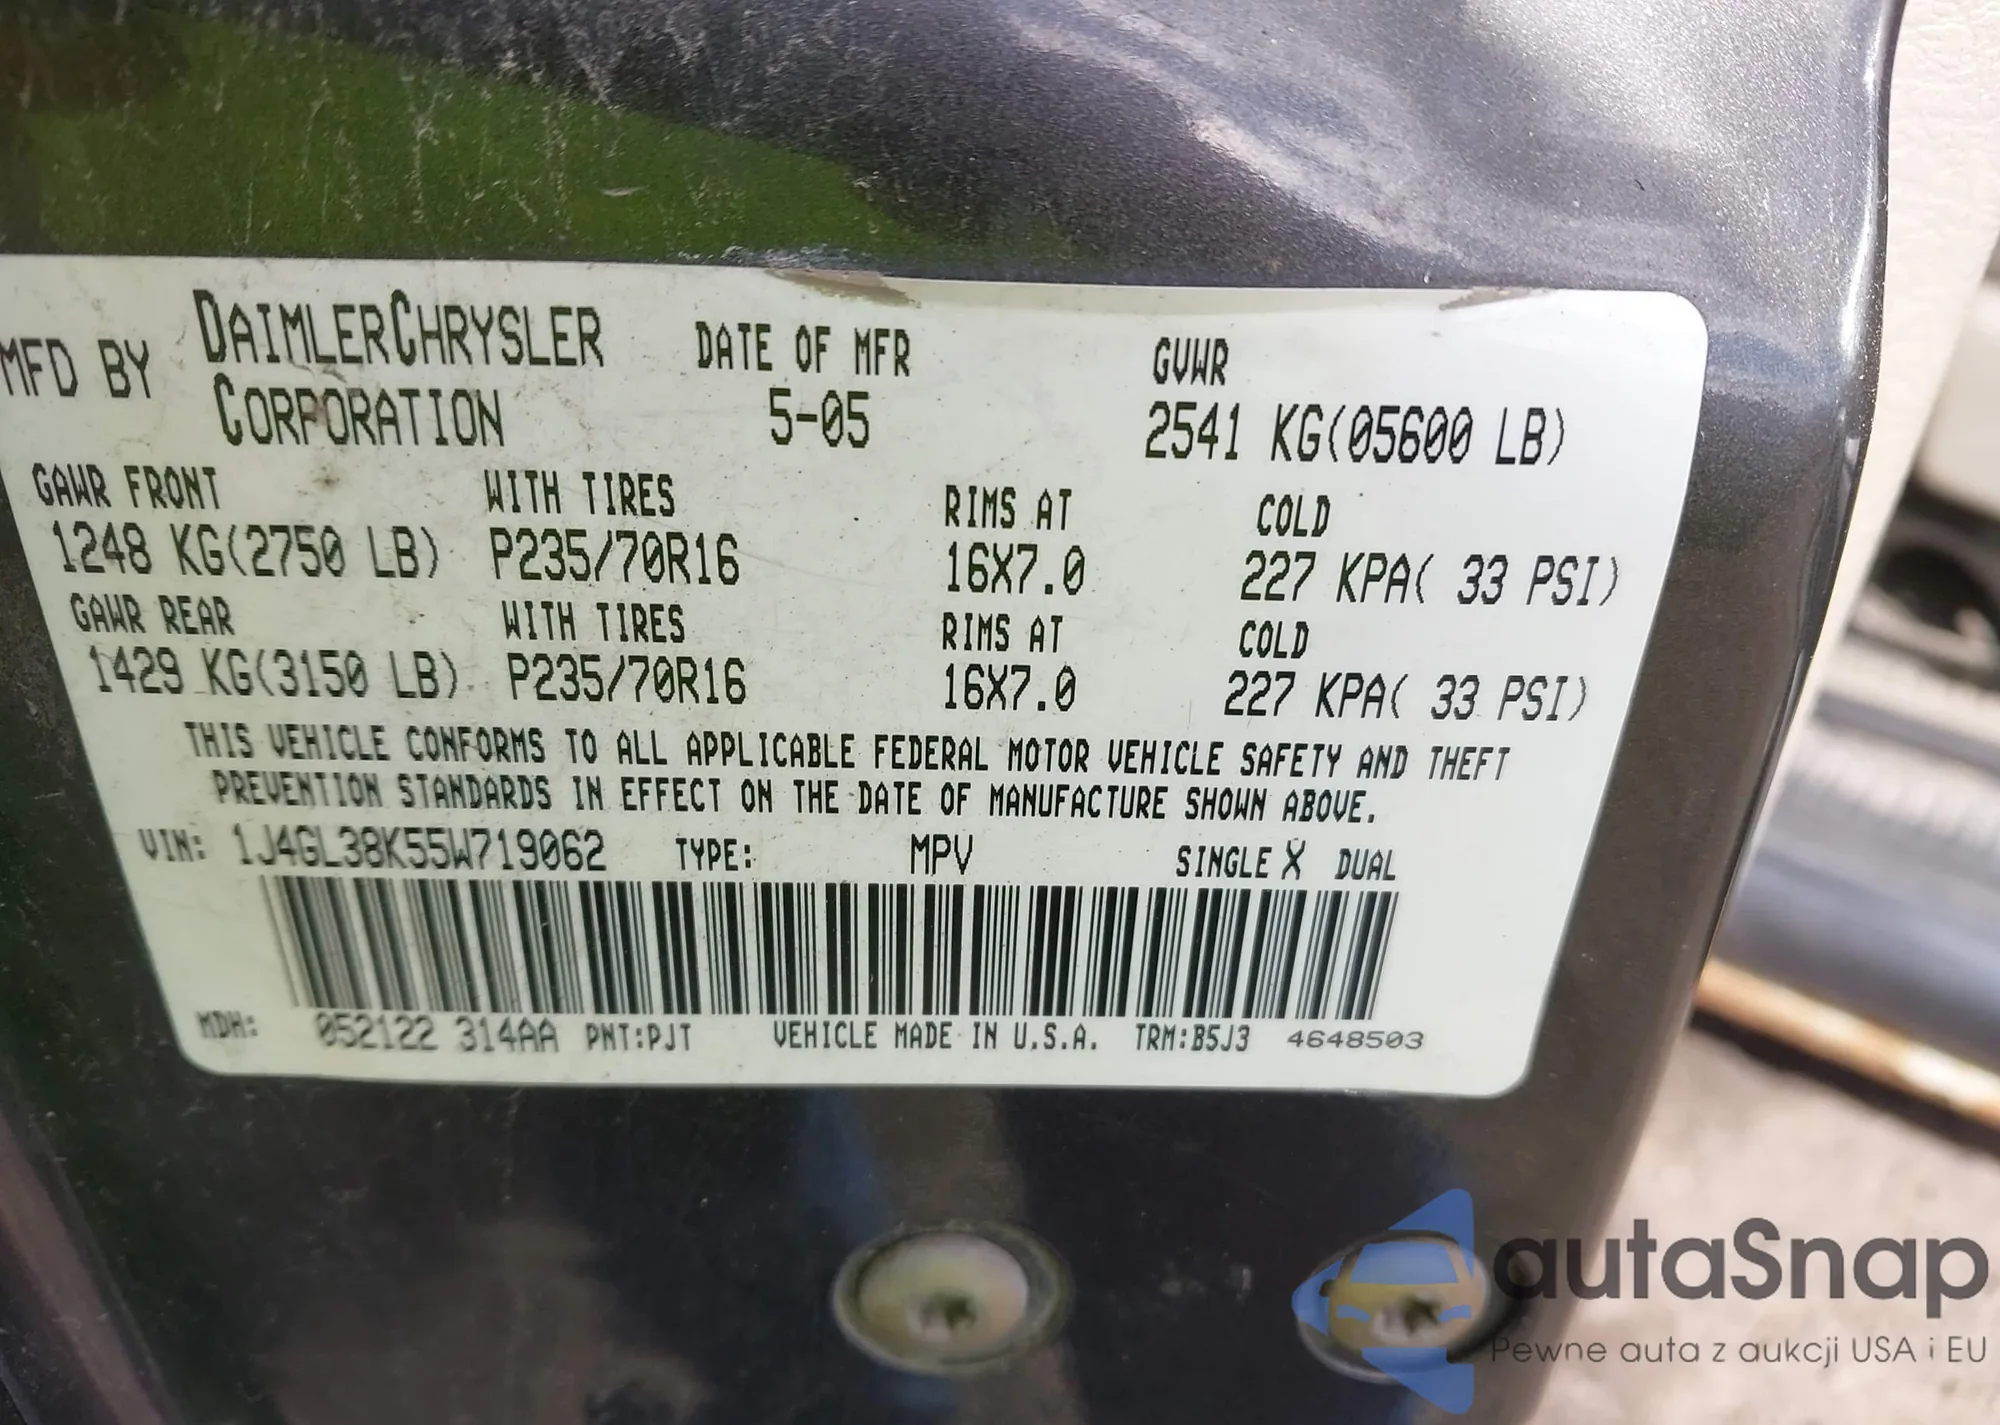 MFD BY DAIMLERCHRYSLER CORPORATION DATE OF MFR 5-05 GVWR 2541 KG(05600 LB)
GAWR FRONT WITH TIRES RIMS AT COLD
1248 KG(2750 LB) P235/70R16 16X7.0 227 KPA( 33 PSI)
GAWR REAR WITH TIRES RIMS AT COLD
1429 KG(3150 LB) P235/70R16 16X7.0 227 KPA( 33 PSI)
THIS VEHICLE CONFORMS TO ALL APPLICABLE FEDERAL MOTOR VEHICLE SAFETY AND THEFT
PREVENTION STANDARDS IN EFFECT ON THE DATE OF MANUFACTURE SHOWN ABOVE.
VIN: 1J4GL38K55W719062 TYPE: MPV SINGLE X DUAL
MDH: 052122 314AA PNT:PJT VEHICLE MADE IN U.S.A. TRM:B5J3 4648503
autaSnap
Pewne auta z aukcji USA i EU